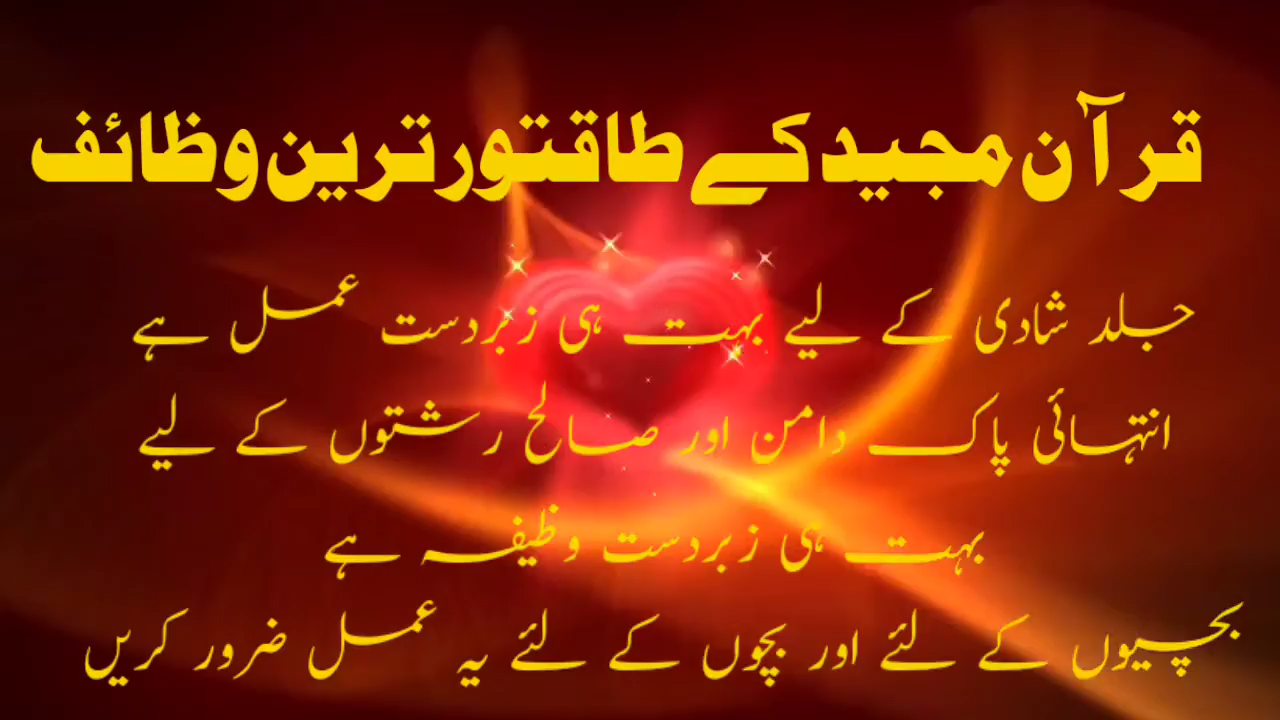 قرآن مجید کے طاقتور ترین وظائف
جلد شادی کے لیے بہت ہی زبردست عمل ہے
انتہائی پاک دامن اور صالح رشتوں کے لیے
بہت ہی زبردست وظیفہ ہے
بچیوں کے لئے اور بچوں کے لئے یہ عمل ضرور کریں